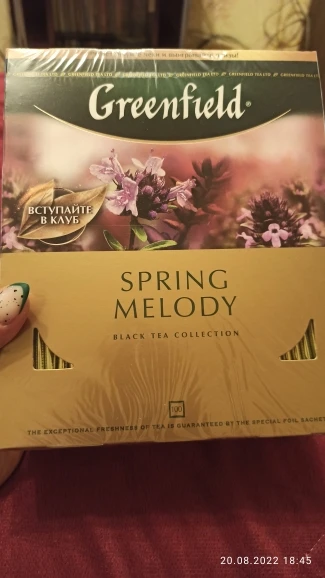 Greenfield®
ВСТУПАЙТЕ
В КЛУБ
SPRING
MELODY
BLACK TEA COLLECTION
100
THE EXCEPTIONAL FRESHNESS OF TEA IS GUARANTEED BY THE SPECIAL FOIL SACHET
20.08.2022 18:45